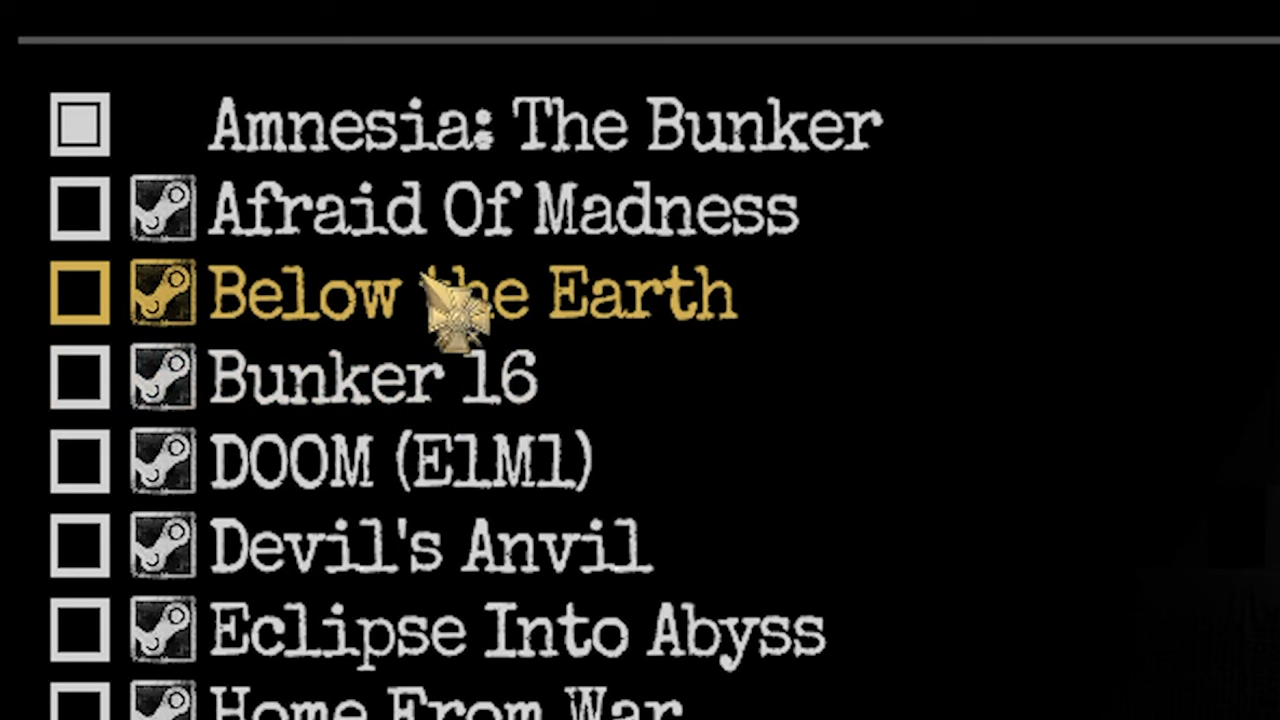 Amnesia: The Bunker
Afraid Of Madness
Below the Earth
Bunker 16
DOOM (E1M1)
Devil's Anvil
Eclipse Into Abyss
Home From War